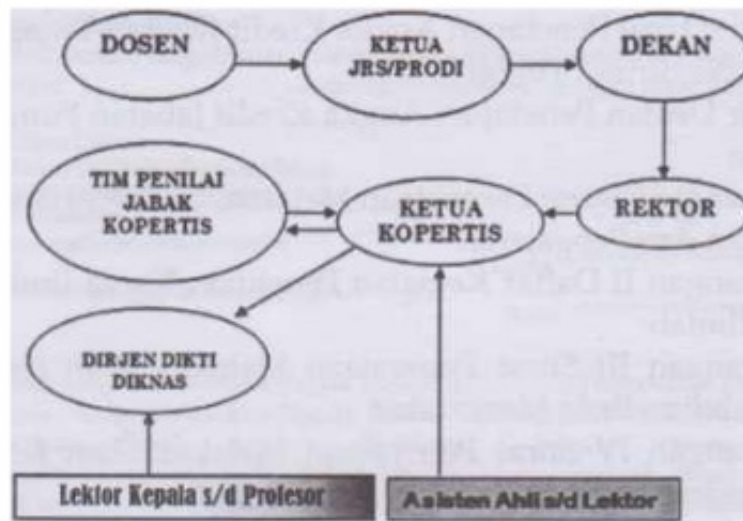 DOSEN
KETUA
JRS/PRODI
DEKAN
TIM PENILAI
JABAK
KOPERTIS
KETUA
KOPERTIS
REKTOR
DIRJEN DIKTI
DIKNAS
Lektor Kepala s/d Profesor
Asisten Ahli s/d Lektor